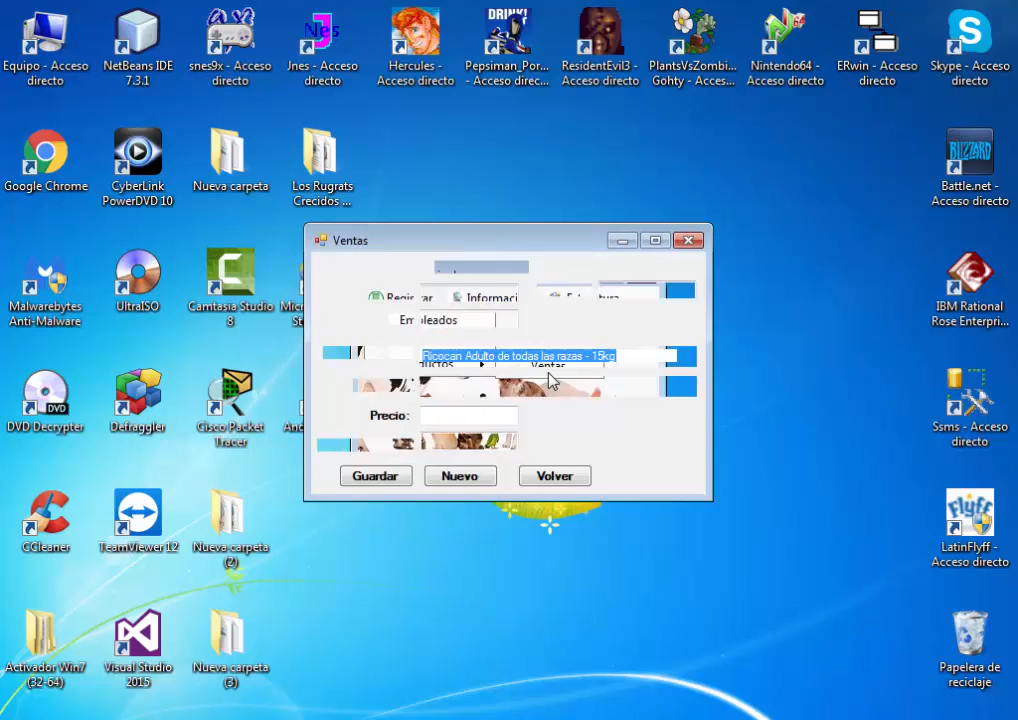 Equipo - Acceso directo
NetBeans IDE 7.3.1
snes9x - Acceso directo
Jnes - Acceso directo
Hercules - Acceso directo
DRINK!
Pepsiman_Por... - Acceso direc...
ResidentEvil3 - Acceso directo
PlantsVsZombi... Gohty - Acces...
Nintendo64 - Acceso directo
ERwin - Acceso directo
Skype - Acceso directo
Google Chrome
CyberLink PowerDVD 10
Nueva carpeta
Los Rugrats Crecidos ...
BLIZZARD
Battle.net - Acceso directo
Ventas
Malwarebytes Anti-Malware
UltraISO
Camtasia Studio 8
Registrar
Informaci
Empleados
IBM Rational Rose Enterpri...
Ricocan Adulto de todas las razas - 15kg
Ventas
Precio:
DVD
DVD Decrypter
Defraggler
Cisco Packet Tracer
Ssms - Acceso directo
Guardar
Nuevo
Volver
CCleaner
TeamViewer 12
Nueva carpeta (2)
Flyff
LatinFlyff - Acceso directo
Activador Win7 (32-64)
Visual Studio 2015
Nueva carpeta (3)
Papelera de reciclaje